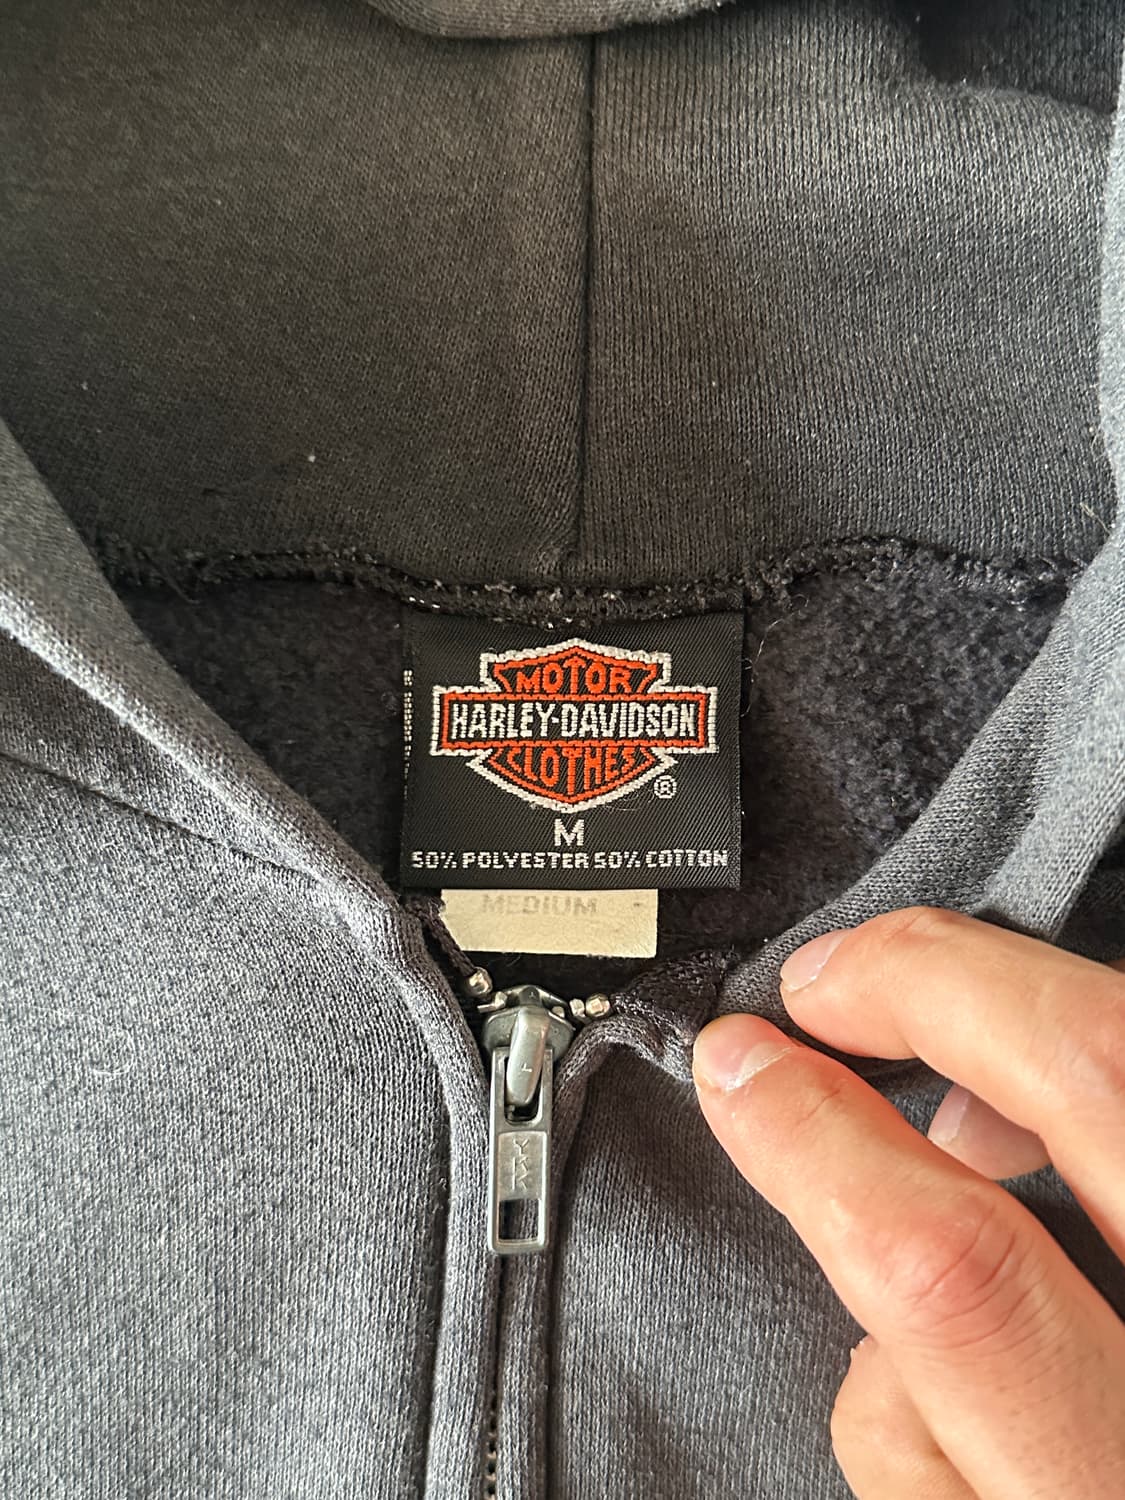 MOTOR
HARLEY-DAVIDSON
CLOTHES
®
M
50% POLYESTER 50% COTTON
MEDIUM
YKK